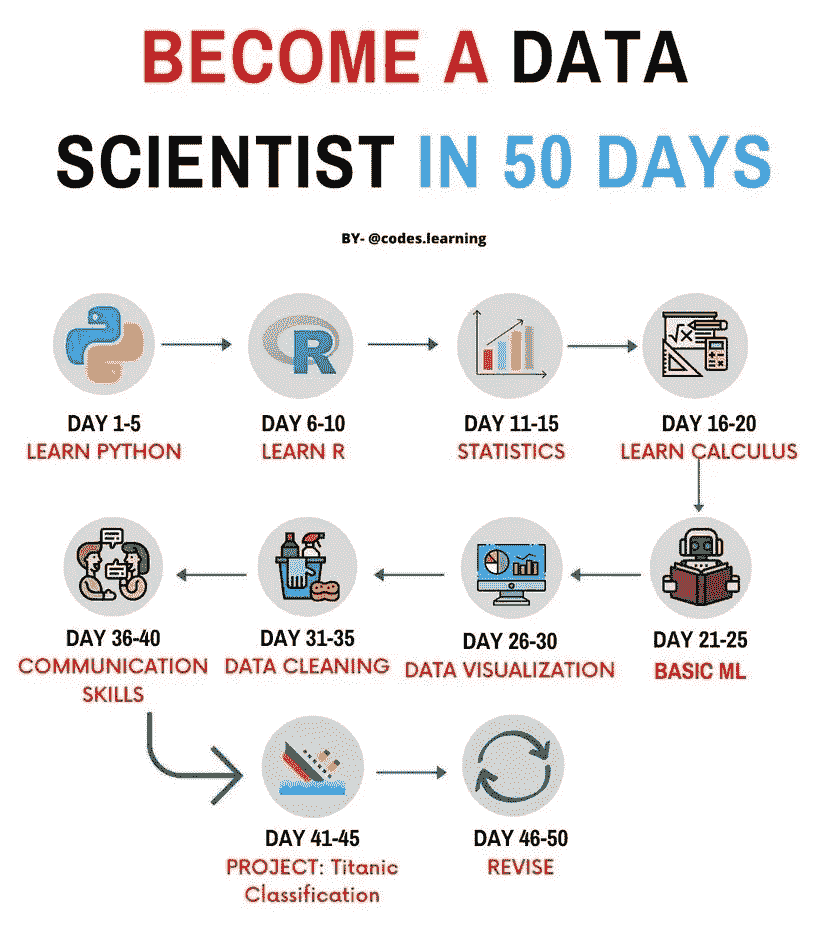 BECOME A DATA
SCIENTIST IN 50 DAYS
BY- @codes.learning
DAY 1-5
LEARN PYTHON
R
DAY 6-10
LEARN R
DAY 11-15
STATISTICS
√x
DAY 16-20
LEARN CALCULUS
DAY 21-25
BASIC ML
DAY 26-30
DATA VISUALIZATION
DAY 31-35
DATA CLEANING
DAY 36-40
COMMUNICATION
SKILLS
DAY 41-45
PROJECT: Titanic
Classification
DAY 46-50
REVISE